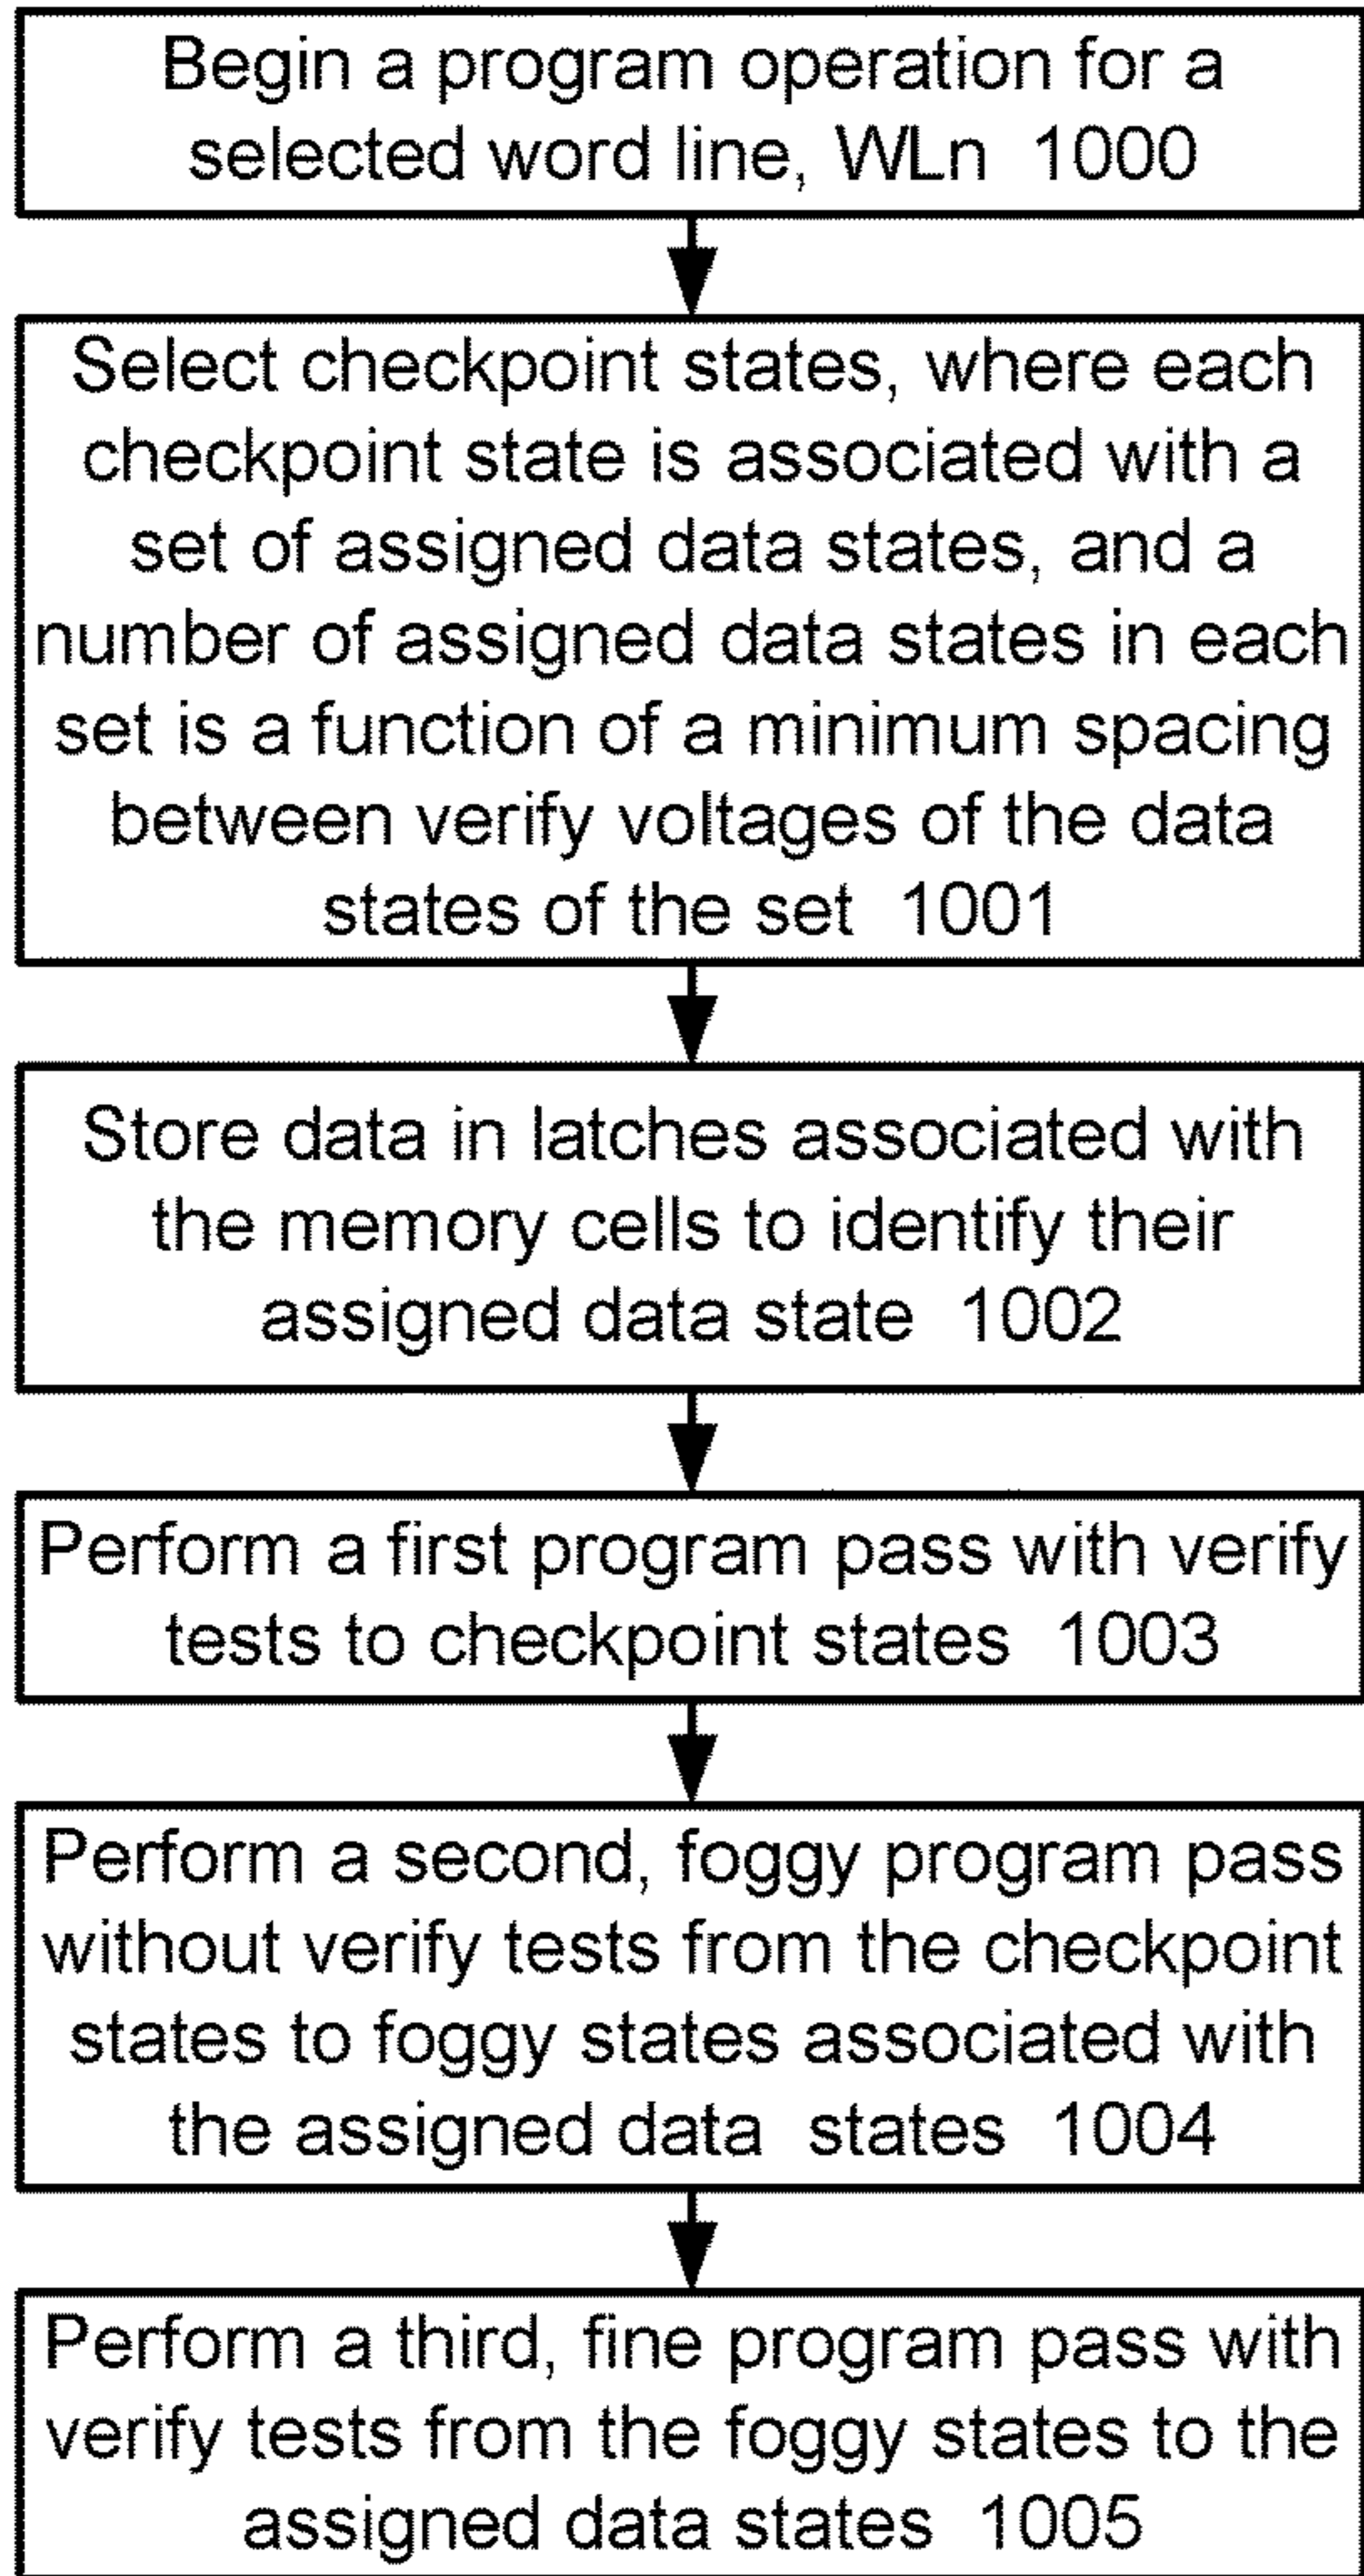 Begin a program operation for a
selected word line, WLn 1000
Select checkpoint states, where each
checkpoint state is associated with a
set of assigned data states, and a
number of assigned data states in each
set is a function of a minimum spacing
between verify voltages of the data
states of the set 1001
Store data in latches associated with
the memory cells to identify their
assigned data state 1002
Perform a first program pass with verify
tests to checkpoint states 1003
Perform a second, foggy program pass
without verify tests from the checkpoint
states to foggy states associated with
the assigned data states 1004
Perform a third, fine program pass with
verify tests from the foggy states to the
assigned data states 1005